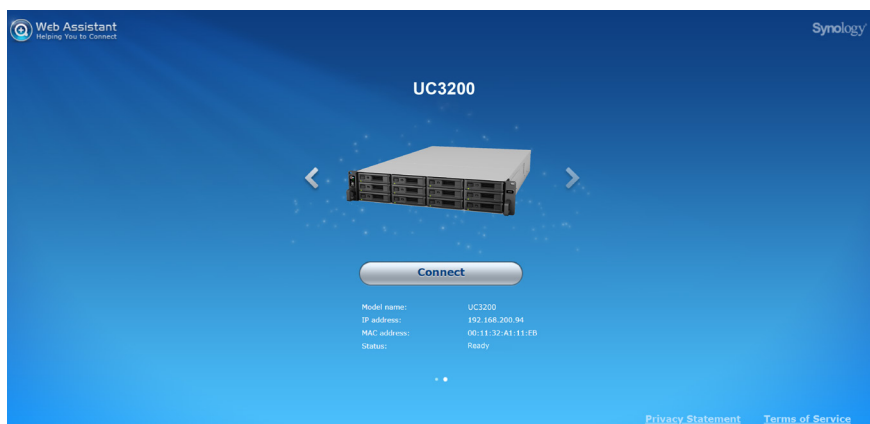 Web Assistant
Helping You to Connect
Synology
UC3200
Connect
Model name: UC3200
IP address: 192.168.200.94
MAC address: 00:11:32:A1:11:EB
Status: Ready
Privacy Statement Terms of Service